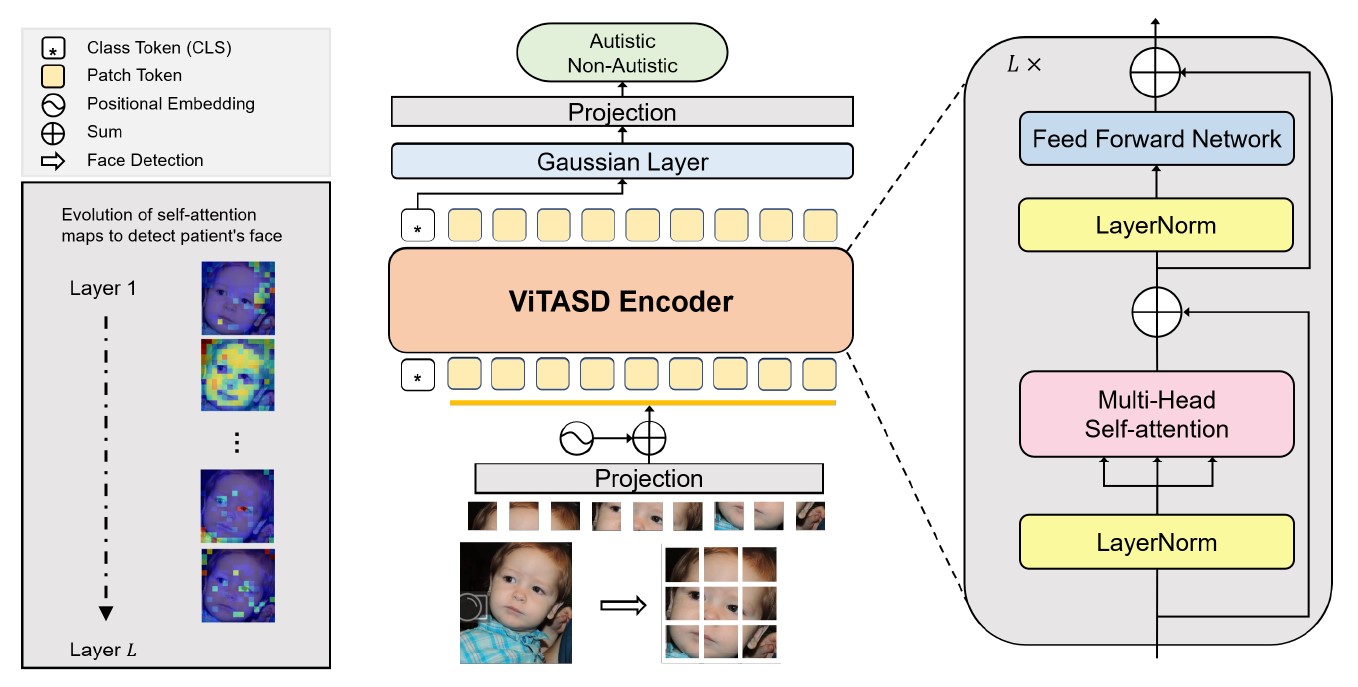 Class Token (CLS)
Patch Token
Positional Embedding
Sum
Face Detection
Evolution of self-attention
maps to detect patient's face
Layer 1
Layer L
Autistic
Non-Autistic
Projection
Gaussian Layer
*
ViTASD Encoder
*
Projection
L ×
Feed Forward Network
LayerNorm
Multi-Head
Self-attention
LayerNorm